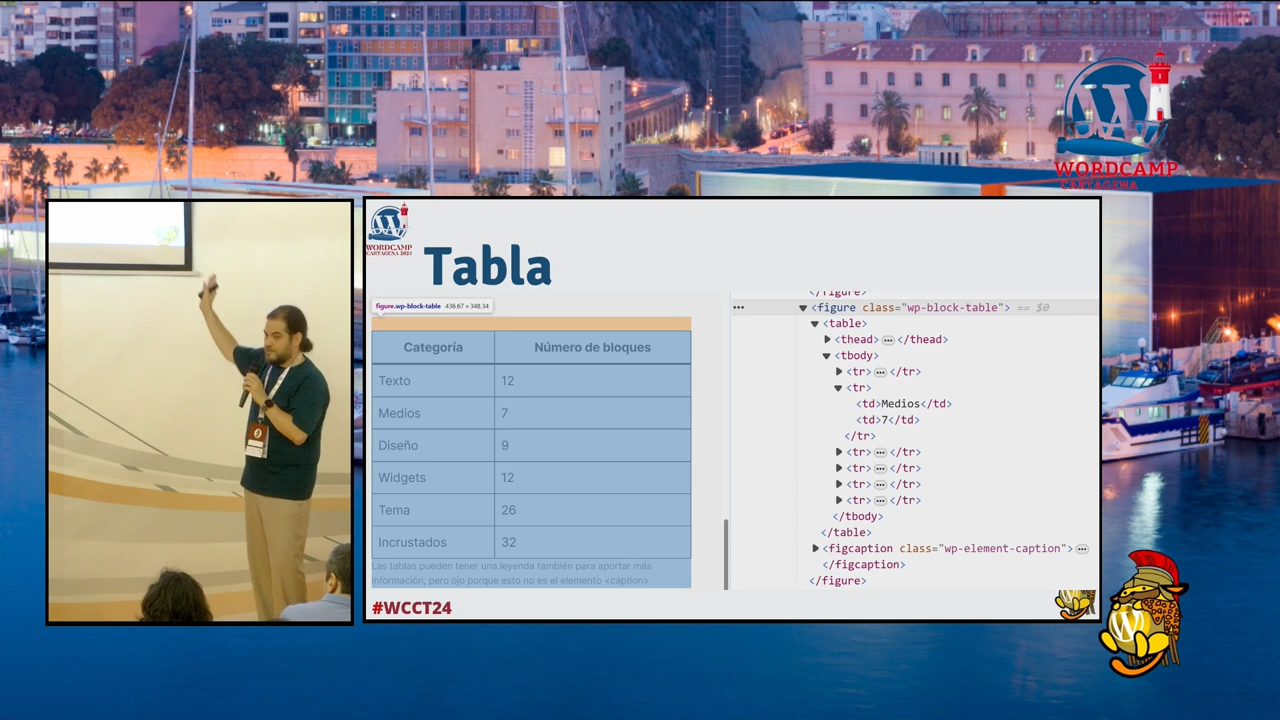 WORDCAMP
CARTAGENA
WORDCAMP
CARTAGENA 2024
Tabla
figure.wp-block-table 436.67 × 348.34
Categoría Número de bloques
Texto 12
Medios 7
Diseño 9
Widgets 12
Tema 26
Incrustados 32
Las tablas pueden tener una leyenda también para aportar más
información, pero ojo porque esto no es el elemento <caption>
</figure>
<figure class="wp-block-table"> == $0
<table>
<thead> ••• </thead>
<tbody>
<tr> ••• </tr>
<tr>
<td>Medios</td>
<td>7</td>
</tr>
<tr> ••• </tr>
<tr> ••• </tr>
<tr> ••• </tr>
<tr> ••• </tr>
</tbody>
</table>
<figcaption class="wp-element-caption"> •••
</figcaption>
</figure>
#WCCT24